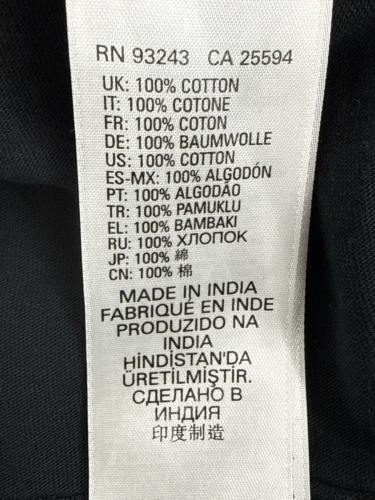 RN 93243 CA 25594
UK: 100% COTTON
IT: 100% COTONE
FR: 100% COTON
DE: 100% BAUMWOLLE
US: 100% COTTON
ES-MX: 100% ALGODÓN
PT: 100% ALGODÃO
TR: 100% PAMUKLU
EL: 100% BAMBAKI
RU: 100% ХЛОПОК
JP: 100% 綿
CN: 100% 棉
MADE IN INDIA
FABRIQUÉ EN INDE
PRODUZIDO NA
INDIA
HİNDİSTAN'DA
ÜRETİLMİŞTİR.
СДЕЛАНО В
ИНДИЯ
印度制造